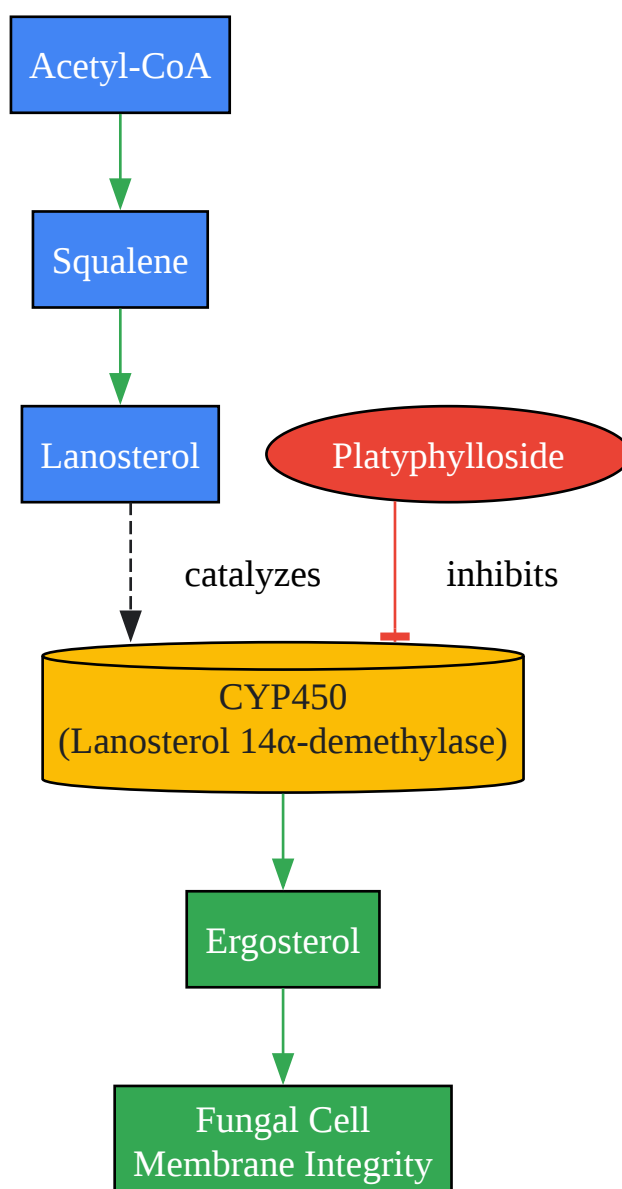 Acetyl-CoA
Squalene
Lanosterol
Platyphylloside
catalyzes
inhibits
CYP450
(Lanosterol 14α-demethylase)
Ergosterol
Fungal Cell
Membrane Integrity